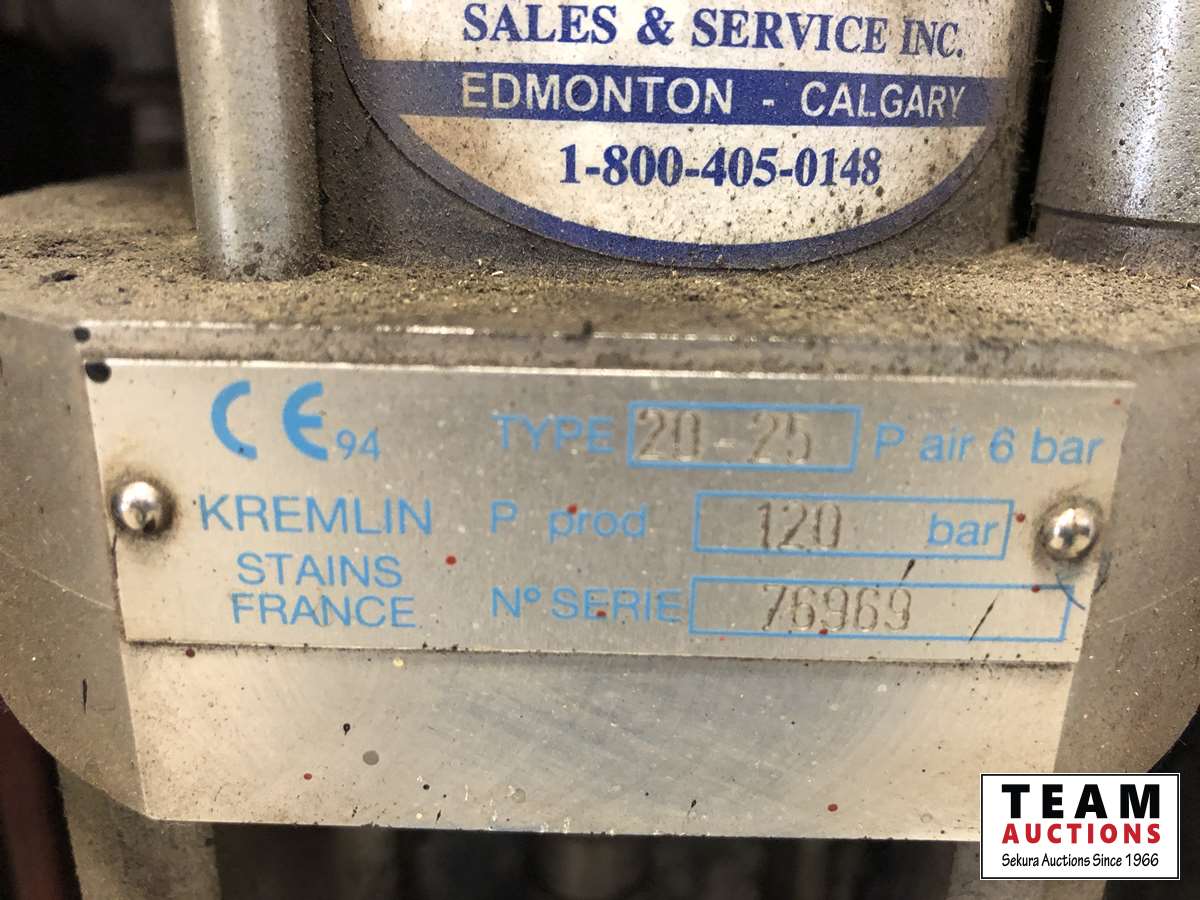 SALES & SERVICE INC.
EDMONTON - CALGARY
1-800-405-0148
CE 94 TYPE 20-25 P air 6 bar
KREMLIN P prod 120 bar
STAINS
FRANCE N° SERIE 76969
TEAM
AUCTIONS
Sekura Auctions Since 1966